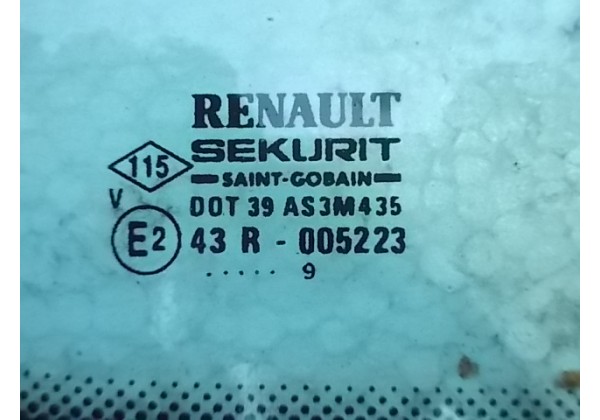 RENAULT
SEKURIT
SAINT-GOBAIN
115
V
DOT 39 AS3M435
E2
43 R - 005223
..... 9